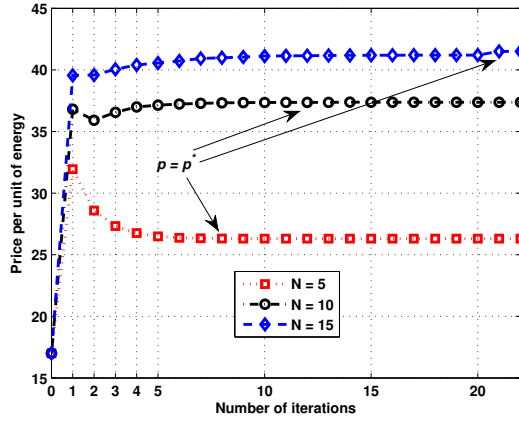 45
40
35
30
25
20
15
Price per unit of energy
p = p*
N = 5
N = 10
N = 15
0 1 2 3 4 5 10 15 20
Number of iterations